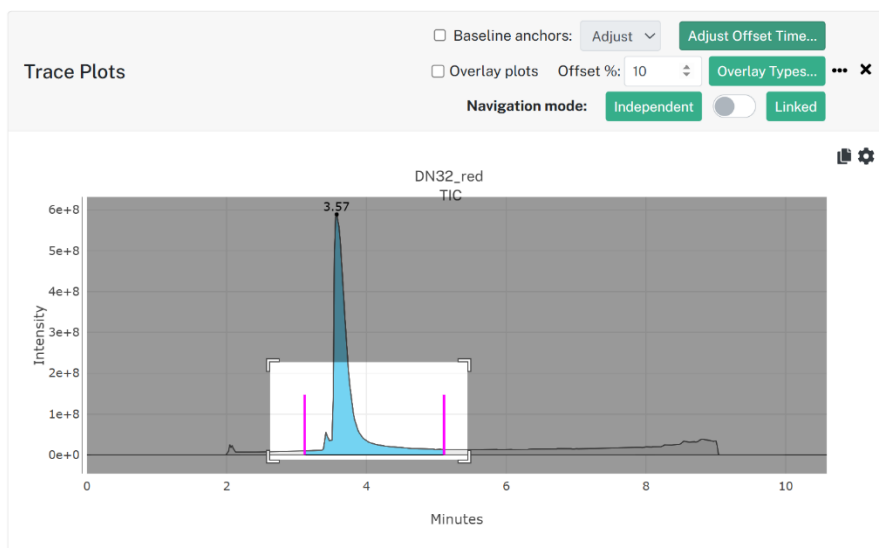 Baseline anchors: Adjust Adjust Offset Time...
Trace Plots
Overlay plots Offset %: 10 Overlay Types...
Navigation mode: Independent Linked
DN32_red
TIC
3.57
6e+8
5e+8
4e+8
3e+8
2e+8
1e+8
0e+0
Intensity
0 2 4 6 8 10
Minutes